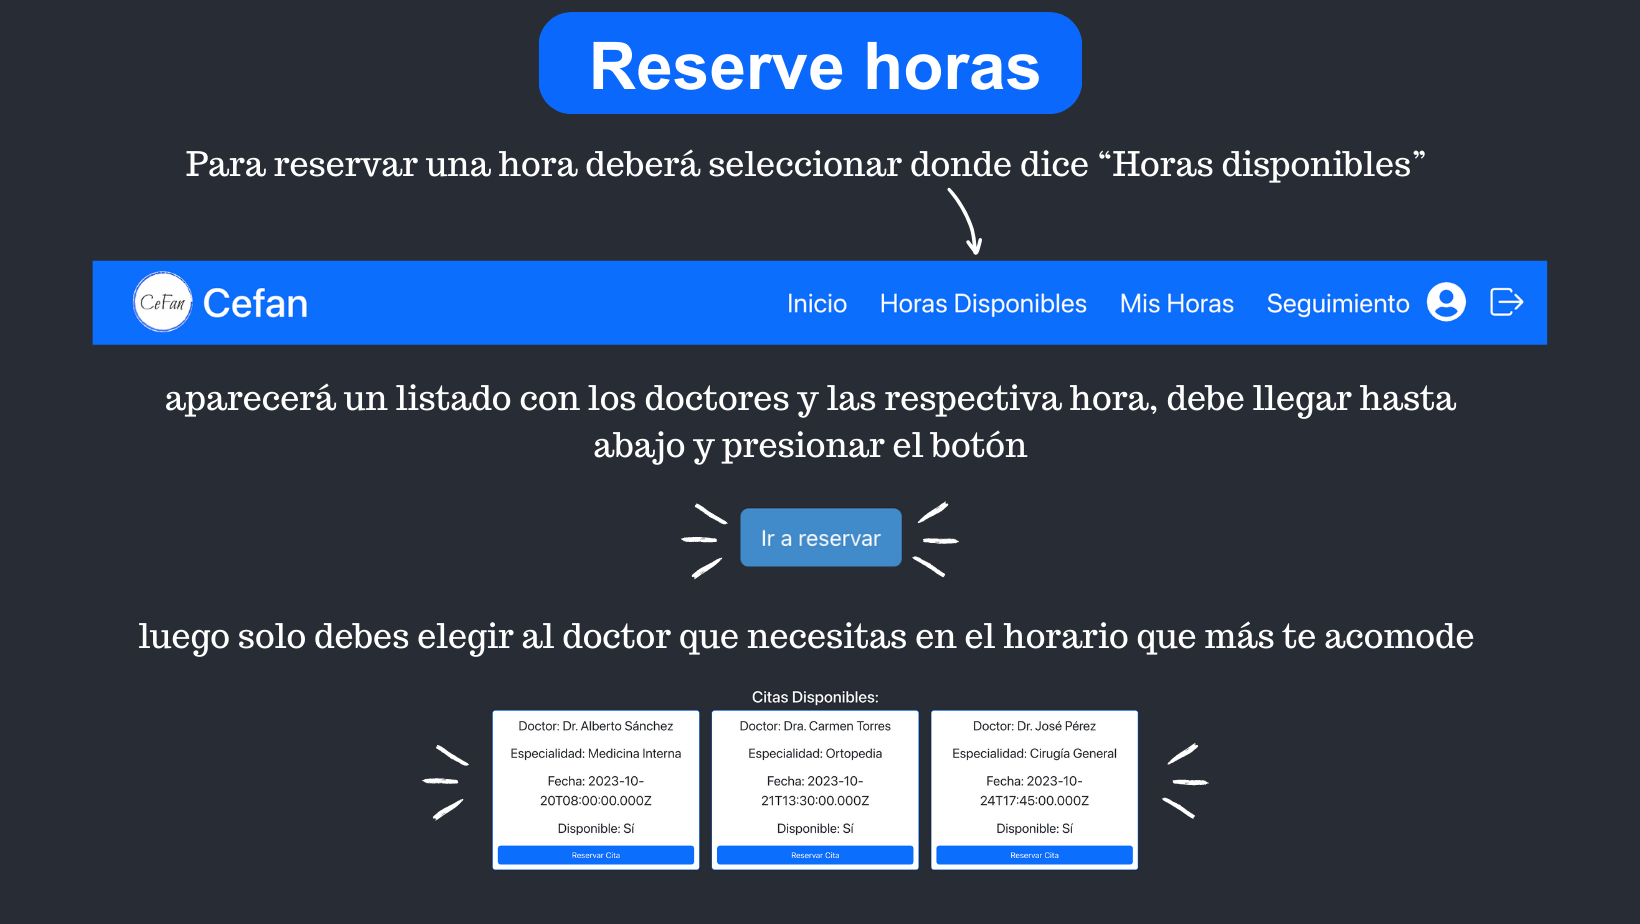 Reserve horas
Para reservar una hora deberá seleccionar donde dice “Horas disponibles”
CeFan
Cefan
Inicio
Horas Disponibles
Mis Horas
Seguimiento
aparecerá un listado con los doctores y las respectiva hora, debe llegar hasta
abajo y presionar el botón
Ir a reservar
luego solo debes elegir al doctor que necesitas en el horario que más te acomode
Citas Disponibles:
Doctor: Dr. Alberto Sánchez
Especialidad: Medicina Interna
Fecha: 2023-10-
20T08:00:00.000Z
Disponible: Sí
Reservar Cita
Doctor: Dra. Carmen Torres
Especialidad: Ortopedia
Fecha: 2023-10-
21T13:30:00.000Z
Disponible: Sí
Reservar Cita
Doctor: Dr. José Pérez
Especialidad: Cirugía General
Fecha: 2023-10-
24T17:45:00.000Z
Disponible: Sí
Reservar Cita